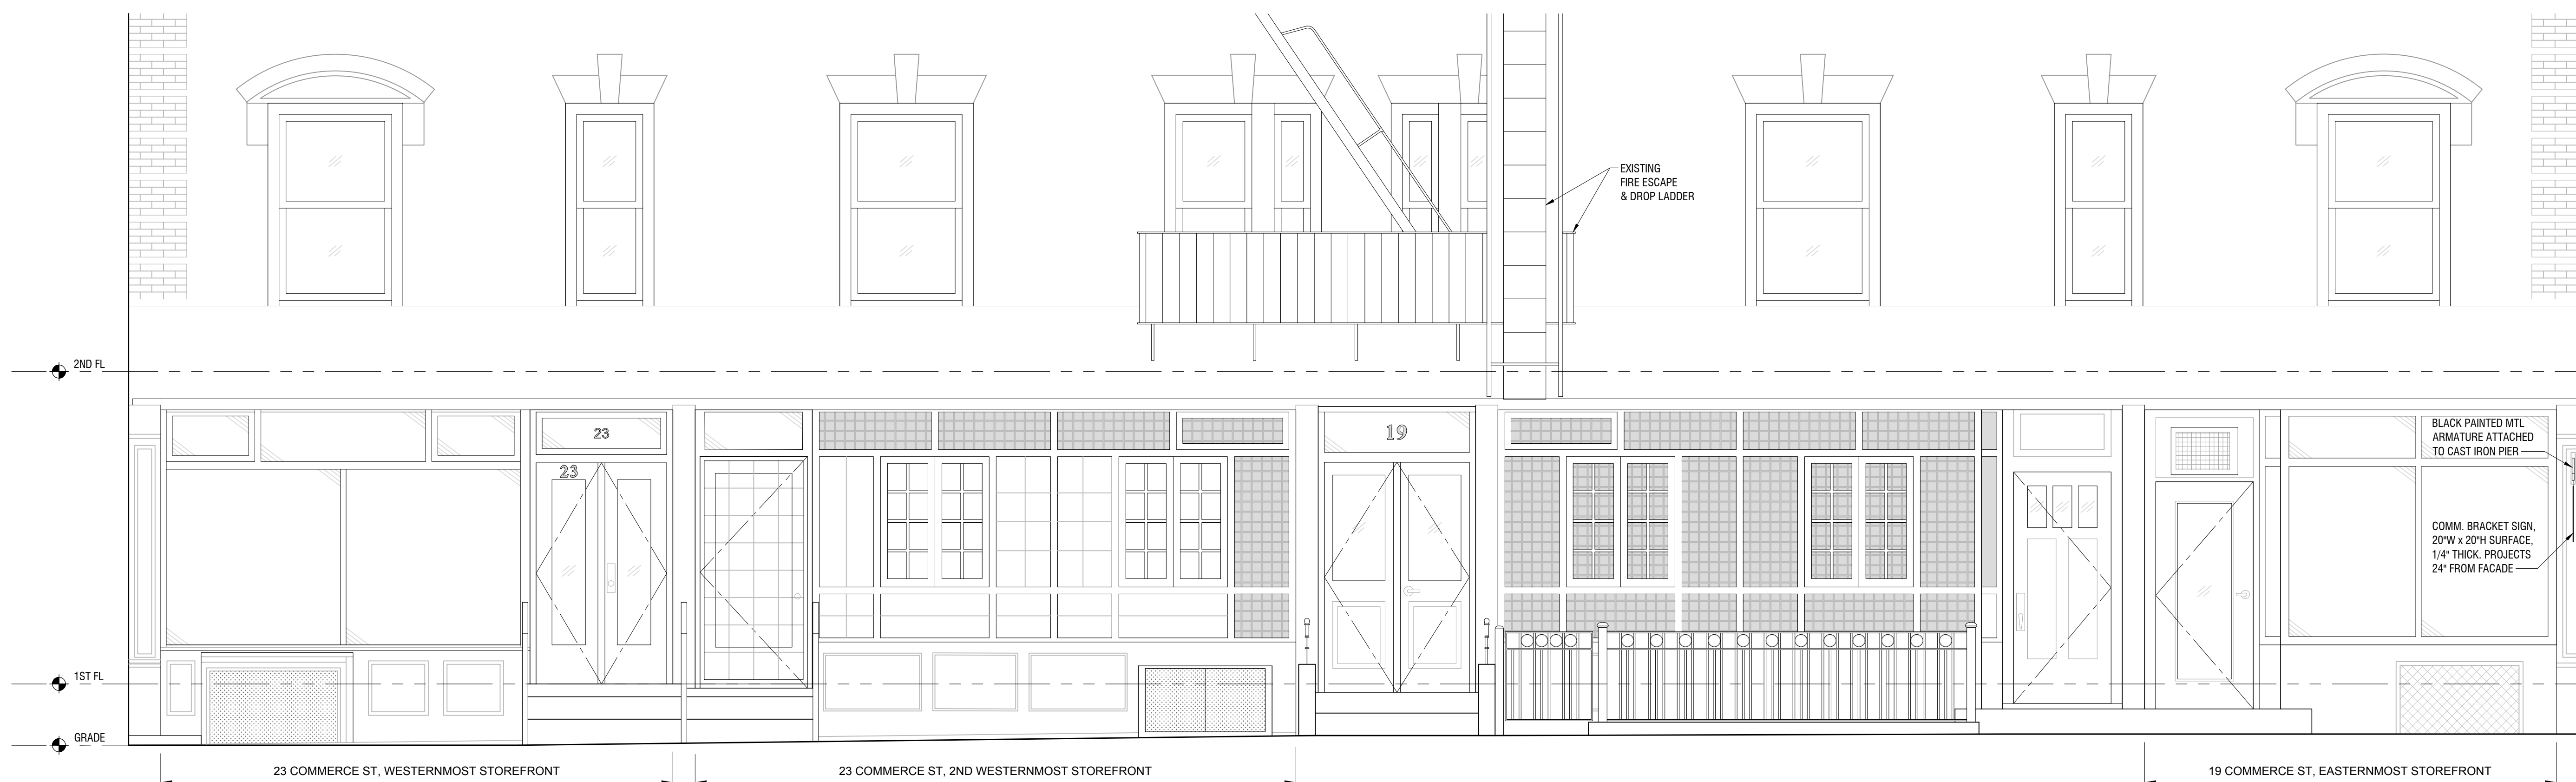 EXISTING
FIRE ESCAPE
& DROP LADDER
2ND FL
23
19
BLACK PAINTED MTL
ARMATURE ATTACHED
TO CAST IRON PIER
23
COMM. BRACKET SIGN,
20"W x 20"H SURFACE,
1/4" THICK. PROJECTS
24" FROM FACADE
1ST FL
GRADE
23 COMMERCE ST, WESTERNMOST STOREFRONT
23 COMMERCE ST, 2ND WESTERNMOST STOREFRONT
19 COMMERCE ST, EASTERNMOST STOREFRONT